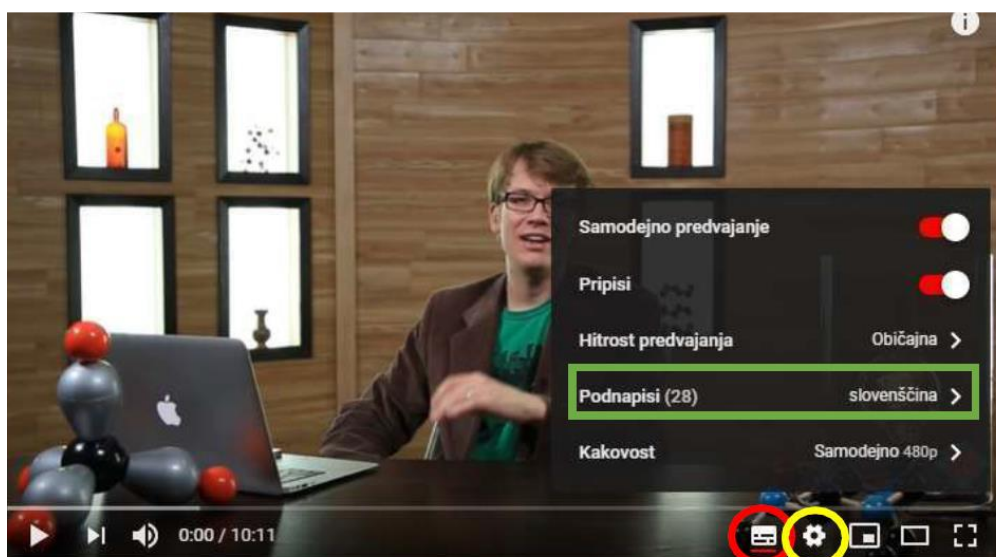 i
Samodejno predvajanje
Pripisi
Hitrost predvajanja Običajna
Podnapisi (28) slovenščina
Kakovost Samodejno 480p
0:00 / 10:11